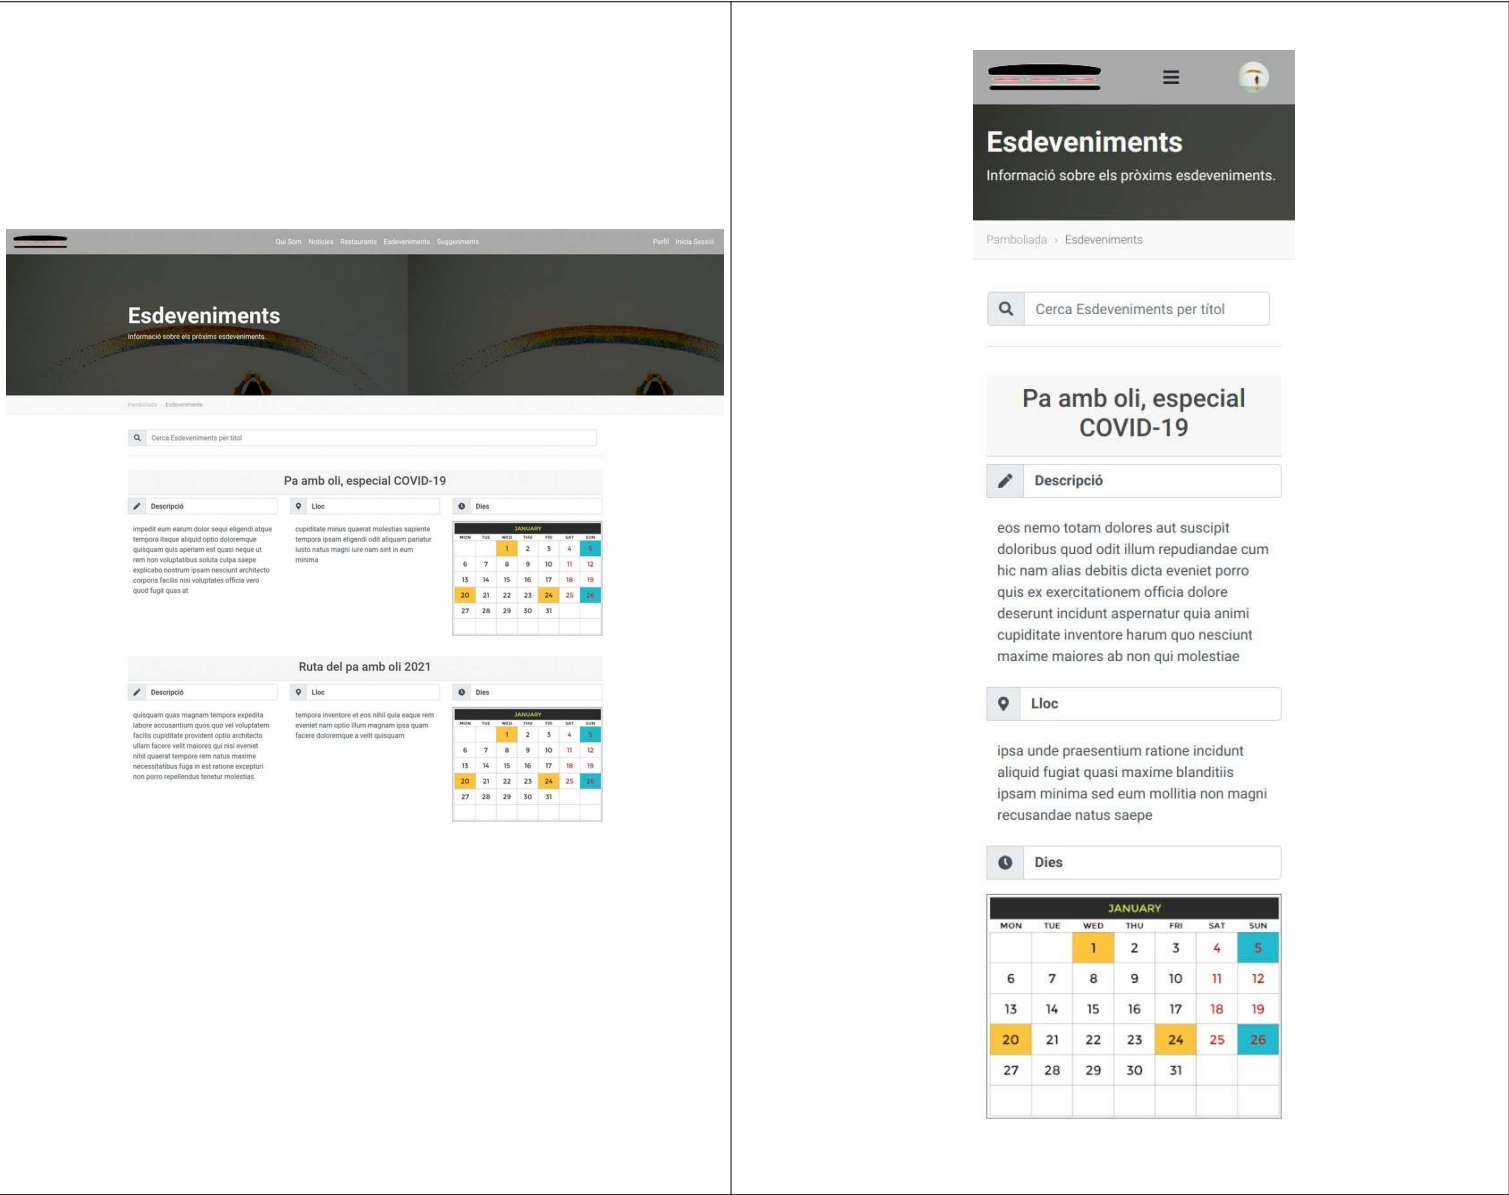 Qui Som Notícies Restaurants Esdeveniments Suggeriments Perfil Inicia Sessió
Esdeveniments
Informació sobre els pròxims esdeveniments.
Pamboliada › Esdeveniments
Cerca Esdeveniments per títol
Pa amb oli, especial COVID-19
Descripció
impedit eum earum dolor sequi eligendi atque
tempora itaque aliquid optio doloremque
quisquam quis aperiam est quasi neque ut
rem non voluptatibus soluta culpa saepe
explicabo nostrum ipsam nesciunt architecto
corporis facilis nisi voluptates officia vero
quod fugit quas at
Lloc
cupiditate minus quaerat molestias sapiente
tempora ipsam eligendi odit aliquam pariatur
iusto natus magni iure nam sint in eum
minima
Dies
JANUARY
MON TUE WED THU FRI SAT SUN
1 2 3 4 5
6 7 8 9 10 11 12
13 14 15 16 17 18 19
20 21 22 23 24 25 26
27 28 29 30 31
Ruta del pa amb oli 2021
Descripció
quisquam quas magnam tempora expedita
labore accusantium quos quo vel voluptatem
facilis cupiditate provident optio architecto
ullam facere velit maiores qui nisi eveniet
nihil quaerat tempore rem natus maxime
necessitatibus fuga in est ratione excepturi
non porro repellendus tenetur molestias
Lloc
tempora inventore et eos nihil quia eaque rem
eveniet nam optio illum magnam ipsa quam
facere doloremque a velit quisquam
Dies
JANUARY
MON TUE WED THU FRI SAT SUN
1 2 3 4 5
6 7 8 9 10 11 12
13 14 15 16 17 18 19
20 21 22 23 24 25 26
27 28 29 30 31
Esdeveniments
Informació sobre els pròxims esdeveniments.
Pamboliada › Esdeveniments
Cerca Esdeveniments per títol
Pa amb oli, especial
COVID-19
Descripció
eos nemo totam dolores aut suscipit
doloribus quod odit illum repudiandae cum
hic nam alias debitis dicta eveniet porro
quis ex exercitationem officia dolore
deserunt incidunt aspernatur quia animi
cupiditate inventore harum quo nesciunt
maxime maiores ab non qui molestiae
Lloc
ipsa unde praesentium ratione incidunt
aliquid fugiat quasi maxime blanditiis
ipsam minima sed eum mollitia non magni
recusandae natus saepe
Dies
JANUARY
MON TUE WED THU FRI SAT SUN
1 2 3 4 5
6 7 8 9 10 11 12
13 14 15 16 17 18 19
20 21 22 23 24 25 26
27 28 29 30 31